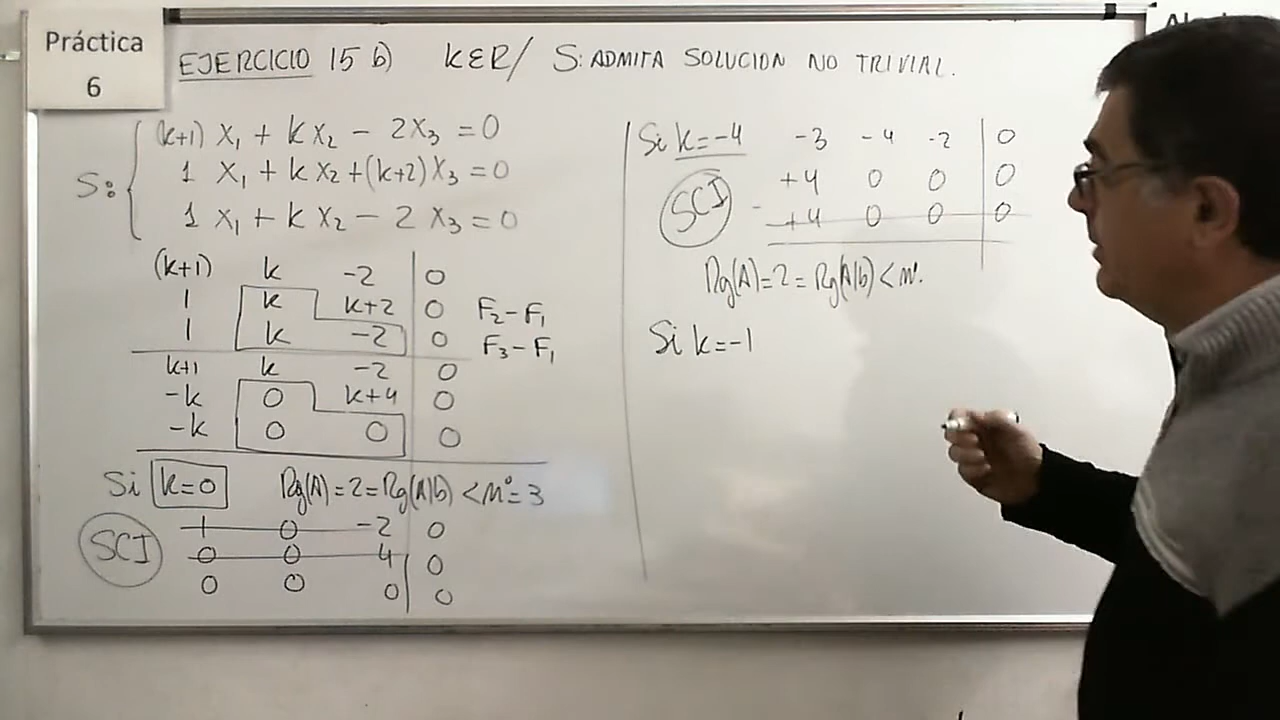 Práctica
6
EJERCICIO 15 b) KER/ S: ADMITA SOLUCION NO TRIVIAL.
S: { (k+1) X₁ + k X₂ - 2X₃ = 0
1 X₁ + k X₂ + (k+2) X₃ = 0
1 X₁ + k X₂ - 2 X₃ = 0
(k+1) k -2 | 0
1 k k+2 | 0 F₂-F₁
1 k -2 | 0 F₃-F₁
k+1 k -2 | 0
-k 0 k+4 | 0
-k 0 0 | 0
Si k=0 Rg(A)=2=Rg(A|b) < nº=3
SCI
1 0 -2 | 0
0 0 4 | 0
0 0 0 | 0
Si k=-4 -3 -4 -2 | 0
SCI +4 0 0 | 0
- +4 0 0 | 0
Rg(A)=2=Rg(A|b) < nº.
Si k=-1